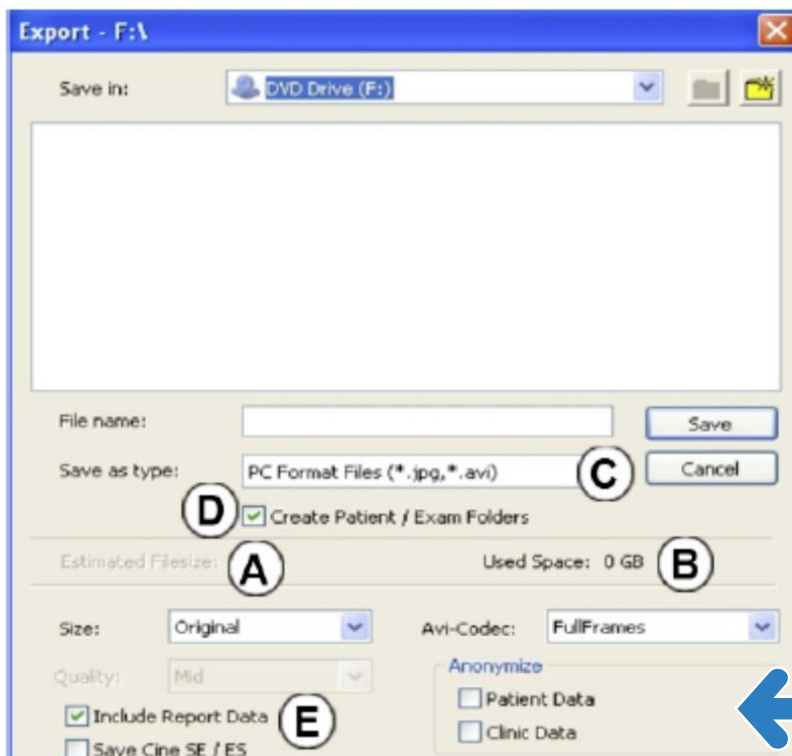 Export - F:\
Save in: DVD Drive (F:)
File name: Save
Save as type: PC Format Files (*.jpg,*.avi) C Cancel
D Create Patient / Exam Folders
Estimated Filesize: A Used Space: 0 GB B
Size: Original Avi-Codec: FullFrames
Quality: Mid Anonymize
Patient Data
Include Report Data E Clinic Data
Save Cine SE / ES